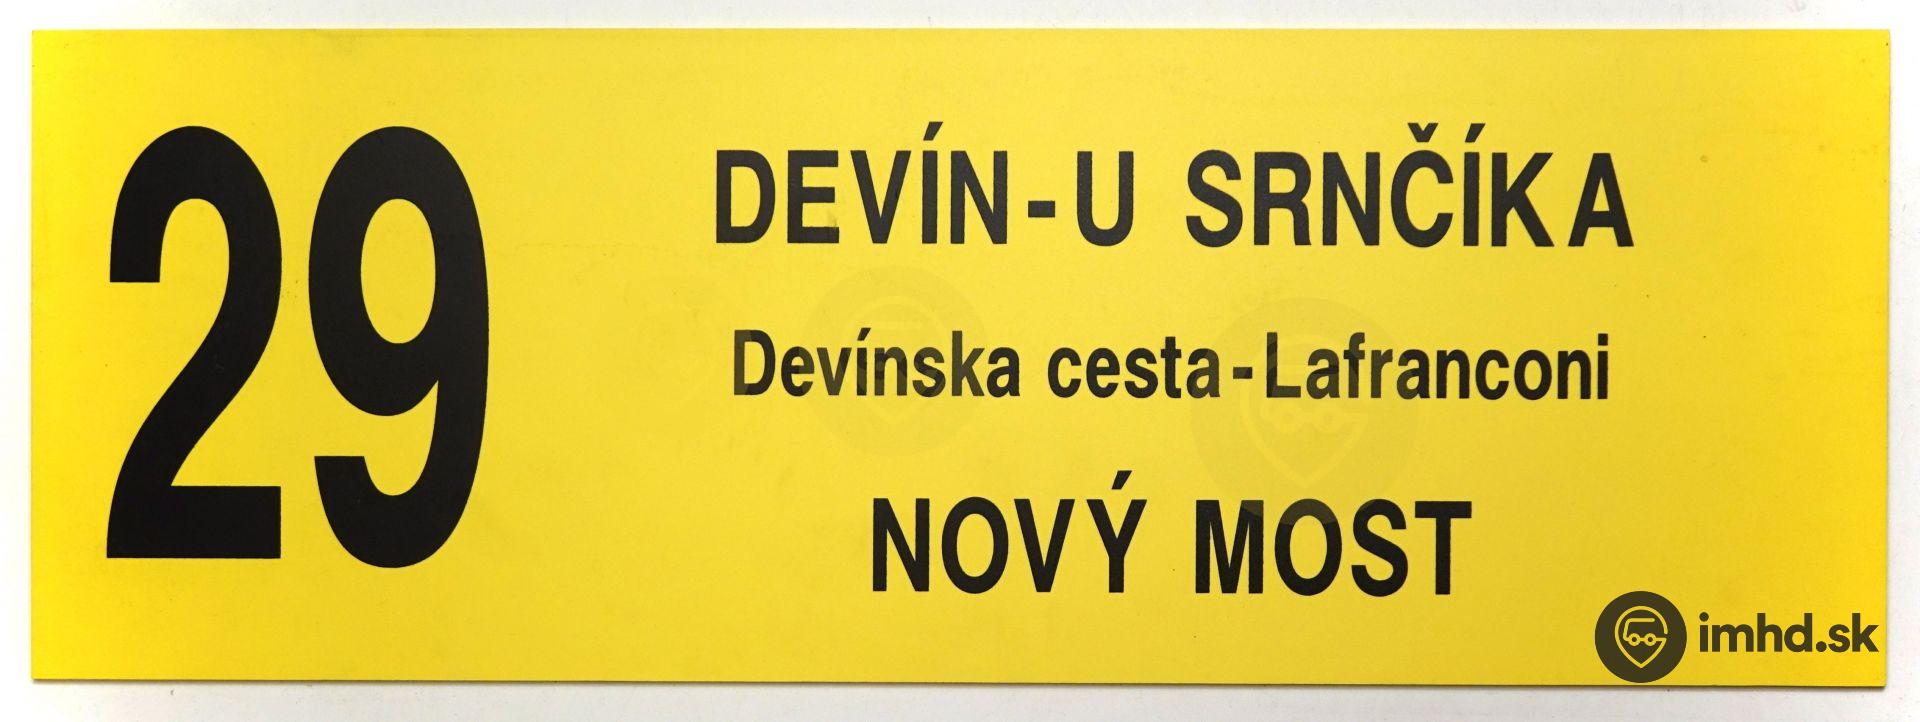 29
DEVÍN-U SRNČÍKA
Devínska cesta-Lafranconi
NOVÝ MOST
imhd.sk